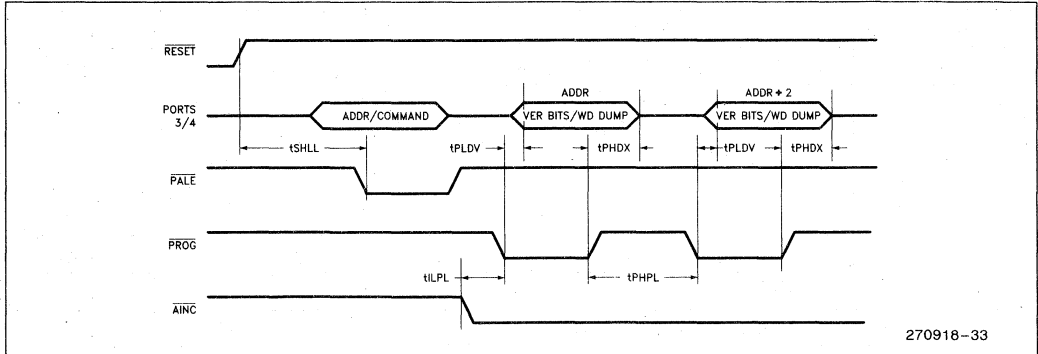 RESET
PORTS
3/4
ADDR/COMMAND
ADDR
VER BITS/WD DUMP
ADDR + 2
VER BITS/WD DUMP
tSHLL
tPLDV
tPHDX
tPLDV
tPHDX
PALE
PROG
tILPL
tPHPL
AINC
270918-33